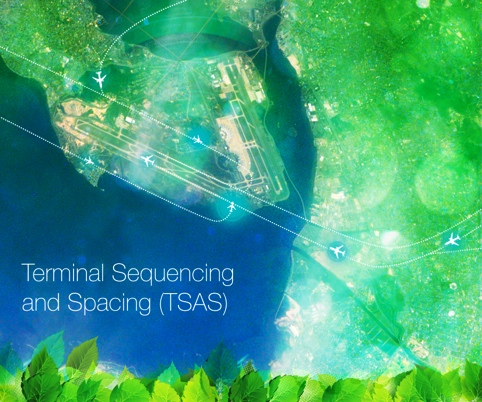 Terminal Sequencing
and Spacing (TSAS)